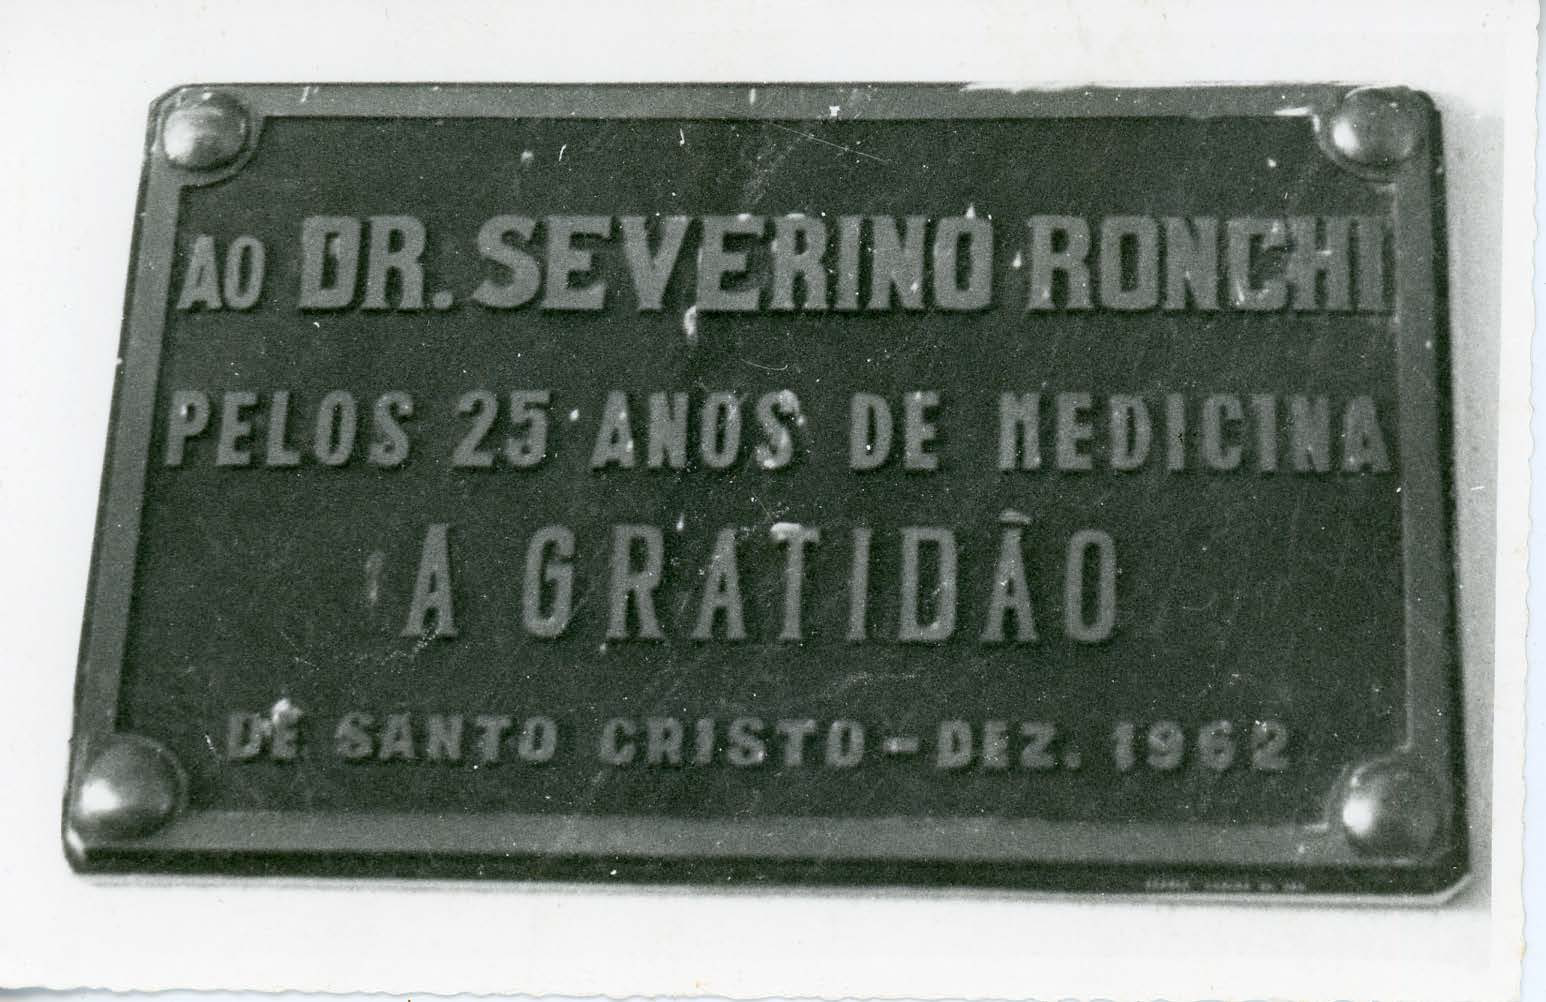 AO DR. SEVERINO RONCHI
PELOS 25 ANOS DE MEDICINA
A GRATIDÃO
DE SANTO CRISTO - DEZ. 1962